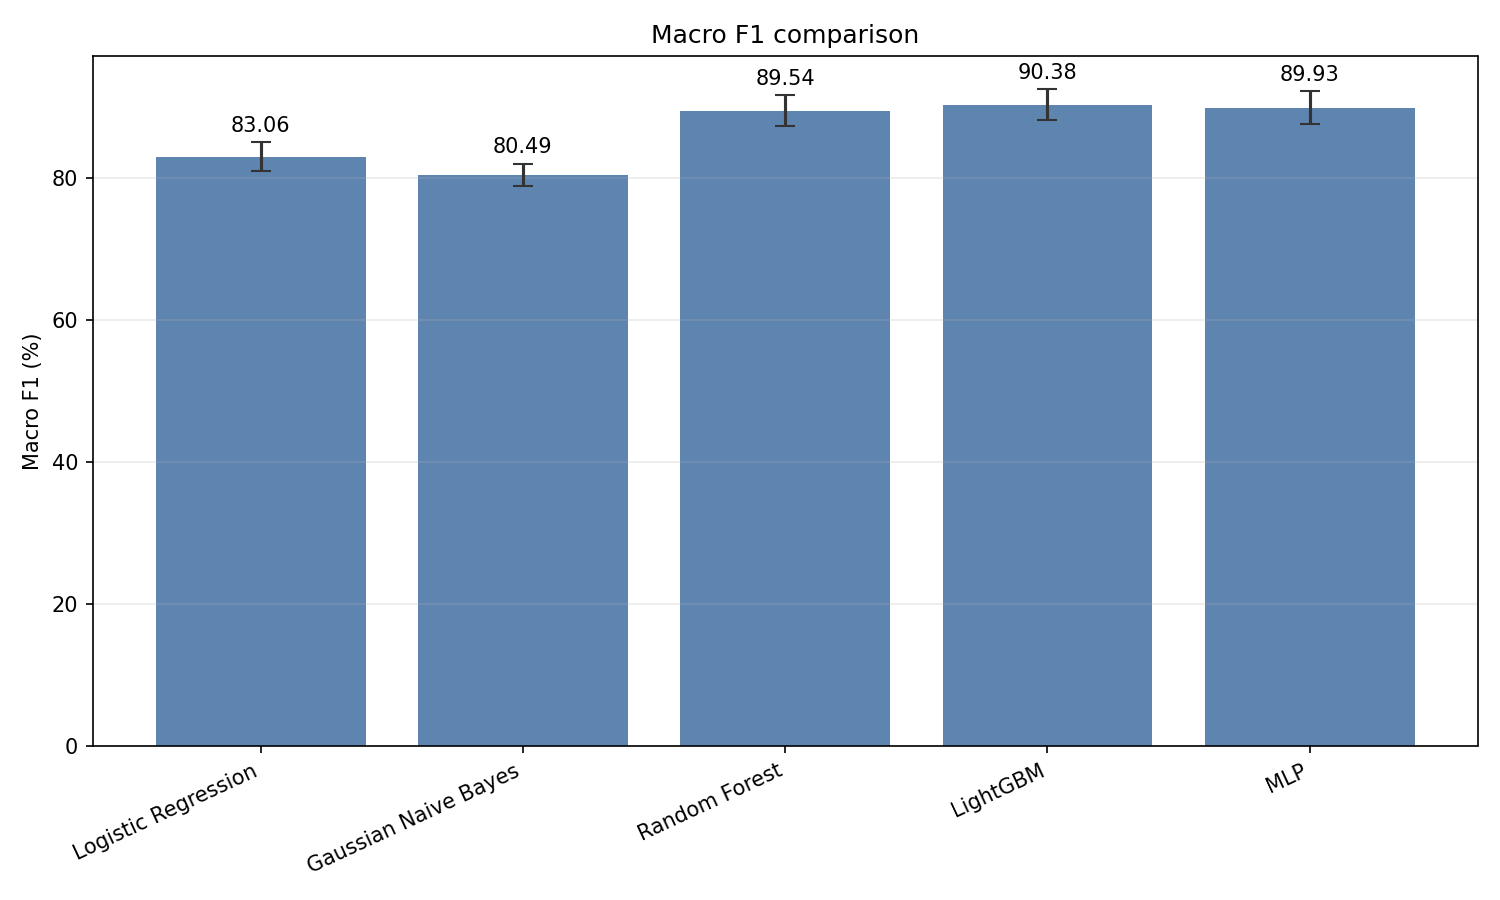 Macro F1 comparison
83.06
80.49
89.54
90.38
89.93
Macro F1 (%)
80
60
40
20
0
Logistic Regression
Gaussian Naive Bayes
Random Forest
LightGBM
MLP